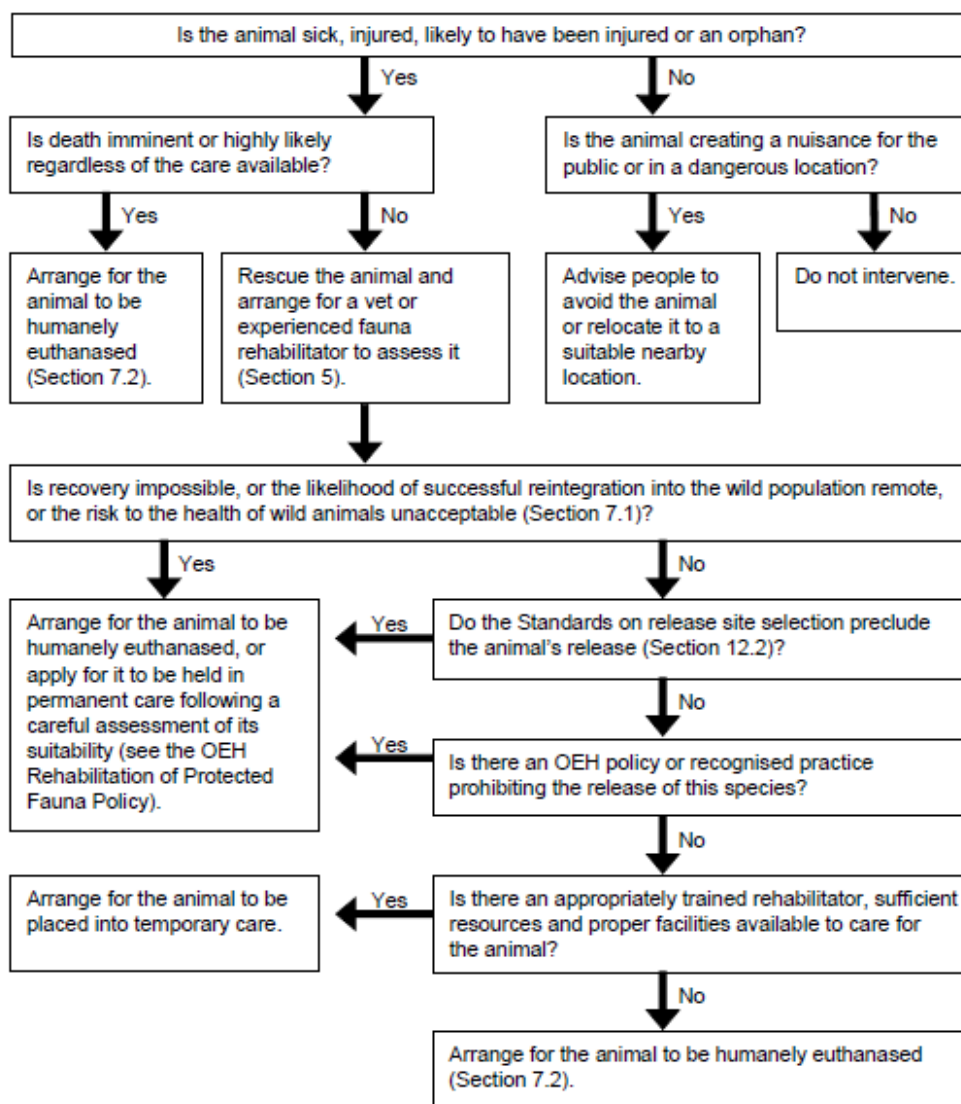 Is the animal sick, injured, likely to have been injured or an orphan?
Yes
No
Is death imminent or highly likely
regardless of the care available?
Is the animal creating a nuisance for the
public or in a dangerous location?
Yes
No
Yes
No
Arrange for the
animal to be
humanely
euthanased
(Section 7.2).
Rescue the animal and
arrange for a vet or
experienced fauna
rehabilitator to assess it
(Section 5).
Advise people to
avoid the animal
or relocate it to a
suitable nearby
location.
Do not intervene.
Is recovery impossible, or the likelihood of successful reintegration into the wild population remote,
or the risk to the health of wild animals unacceptable (Section 7.1)?
Yes
No
Arrange for the animal to be
humanely euthanased, or
apply for it to be held in
permanent care following a
careful assessment of its
suitability (see the OEH
Rehabilitation of Protected
Fauna Policy).
Yes
Do the Standards on release site selection preclude
the animal's release (Section 12.2)?
No
Yes
Is there an OEH policy or recognised practice
prohibiting the release of this species?
No
Arrange for the animal to be
placed into temporary care.
Yes
Is there an appropriately trained rehabilitator, sufficient
resources and proper facilities available to care for
the animal?
No
Arrange for the animal to be humanely euthanased
(Section 7.2).